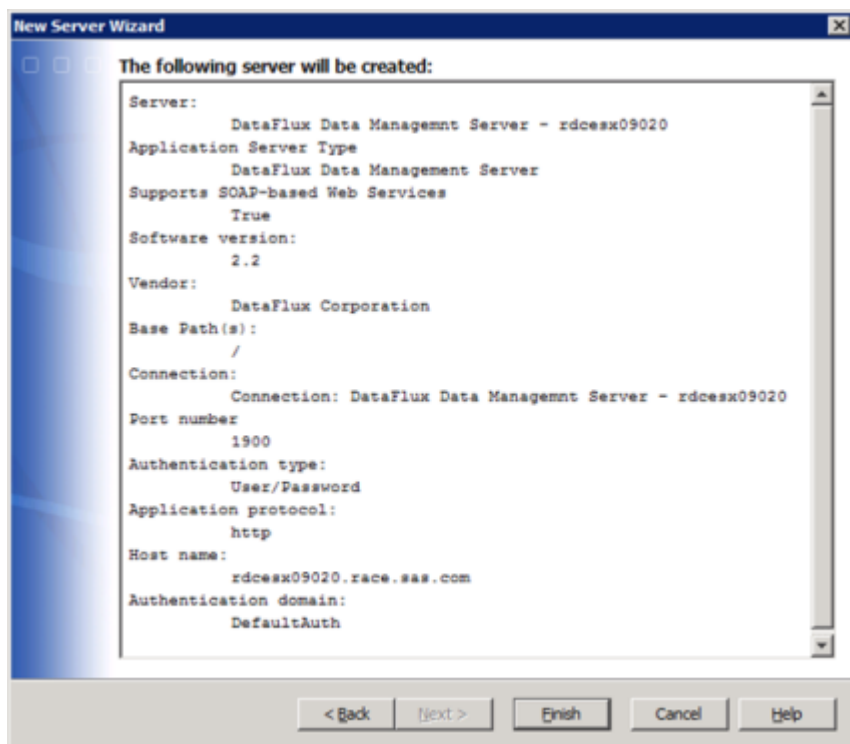 New Server Wizard
The following server will be created:
Server:
DataFlux Data Managemnt Server - rdcesx09020
Application Server Type
DataFlux Data Management Server
Supports SOAP-based Web Services
True
Software version:
2.2
Vendor:
DataFlux Corporation
Base Path(s):
/
Connection:
Connection: DataFlux Data Managemnt Server - rdcesx09020
Port number
1900
Authentication type:
User/Password
Application protocol:
http
Host name:
rdcesx09020.race.sas.com
Authentication domain:
DefaultAuth
< Back Next > Finish Cancel Help